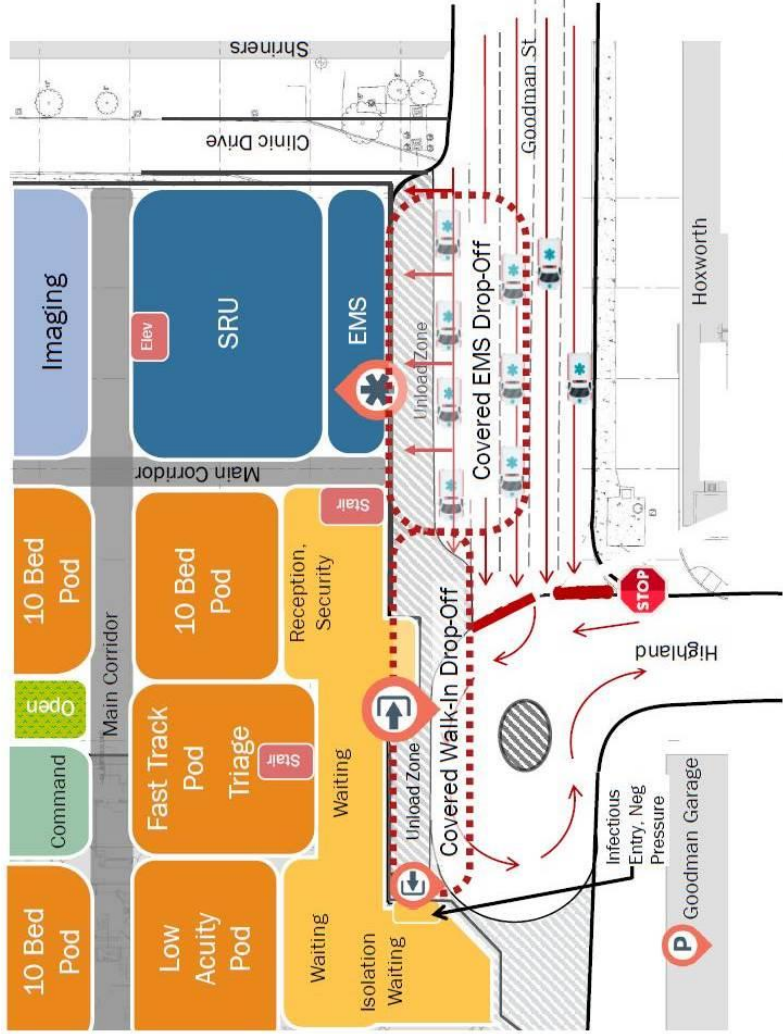 Shriners
Clinic Drive
Goodman St.
Hoxworth
Imaging
Elev
SRU
EMS
Unload Zone
Covered EMS Drop-Off
Main Corridor
Main Corridor
10 Bed
Pod
10 Bed
Pod
Stair
Reception,
Security
STOP
Highland
Open
Command
Fast Track
Pod
Triage
Stair
Waiting
Unload Zone
Covered Walk-In Drop-Off
10 Bed
Pod
Low
Acuity
Pod
Waiting
Isolation
Waiting
Infectious
Entry, Neg
Pressure
P
Goodman Garage